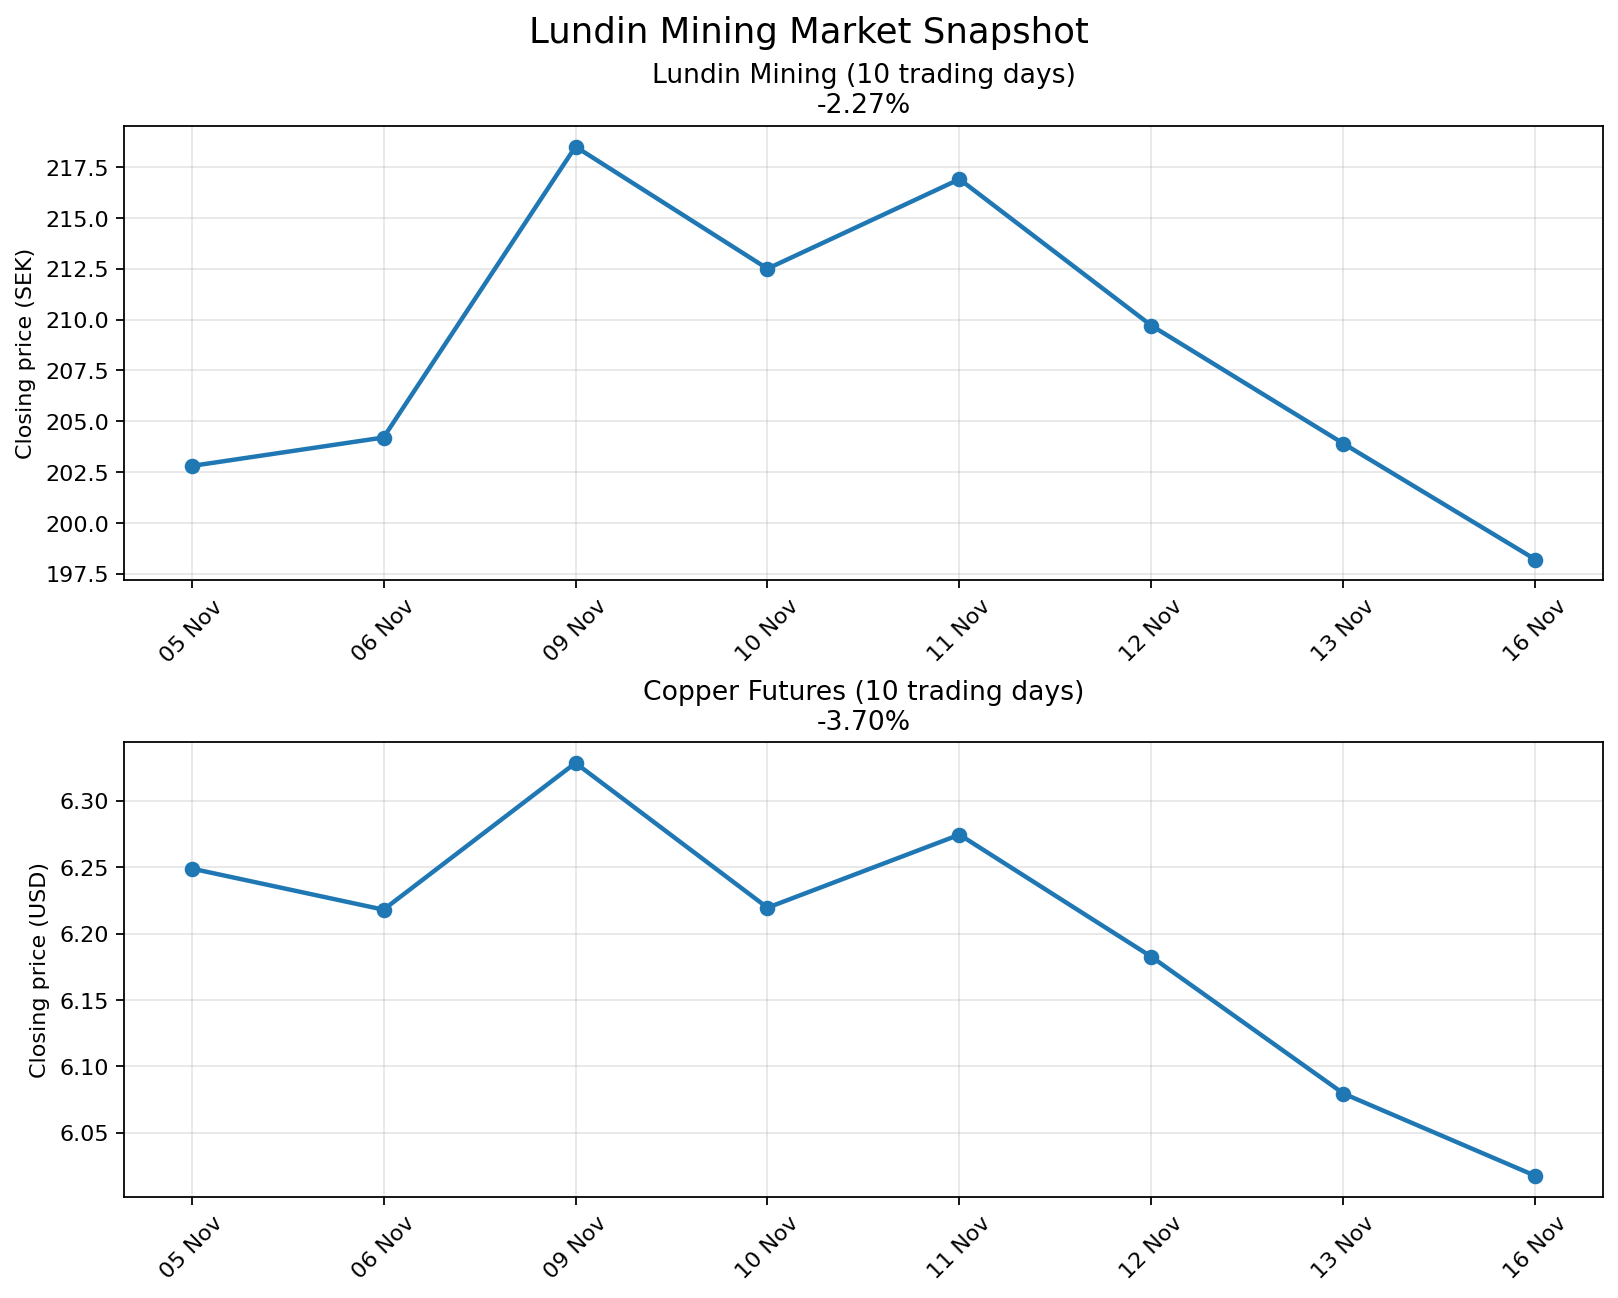 Lundin Mining Market Snapshot
Lundin Mining (10 trading days)
-2.27%
Closing price (SEK)
217.5
215.0
212.5
210.0
207.5
205.0
202.5
200.0
197.5
05 Nov
06 Nov
09 Nov
10 Nov
11 Nov
12 Nov
13 Nov
16 Nov
Copper Futures (10 trading days)
-3.70%
Closing price (USD)
6.30
6.25
6.20
6.15
6.10
6.05
05 Nov
06 Nov
09 Nov
10 Nov
11 Nov
12 Nov
13 Nov
16 Nov